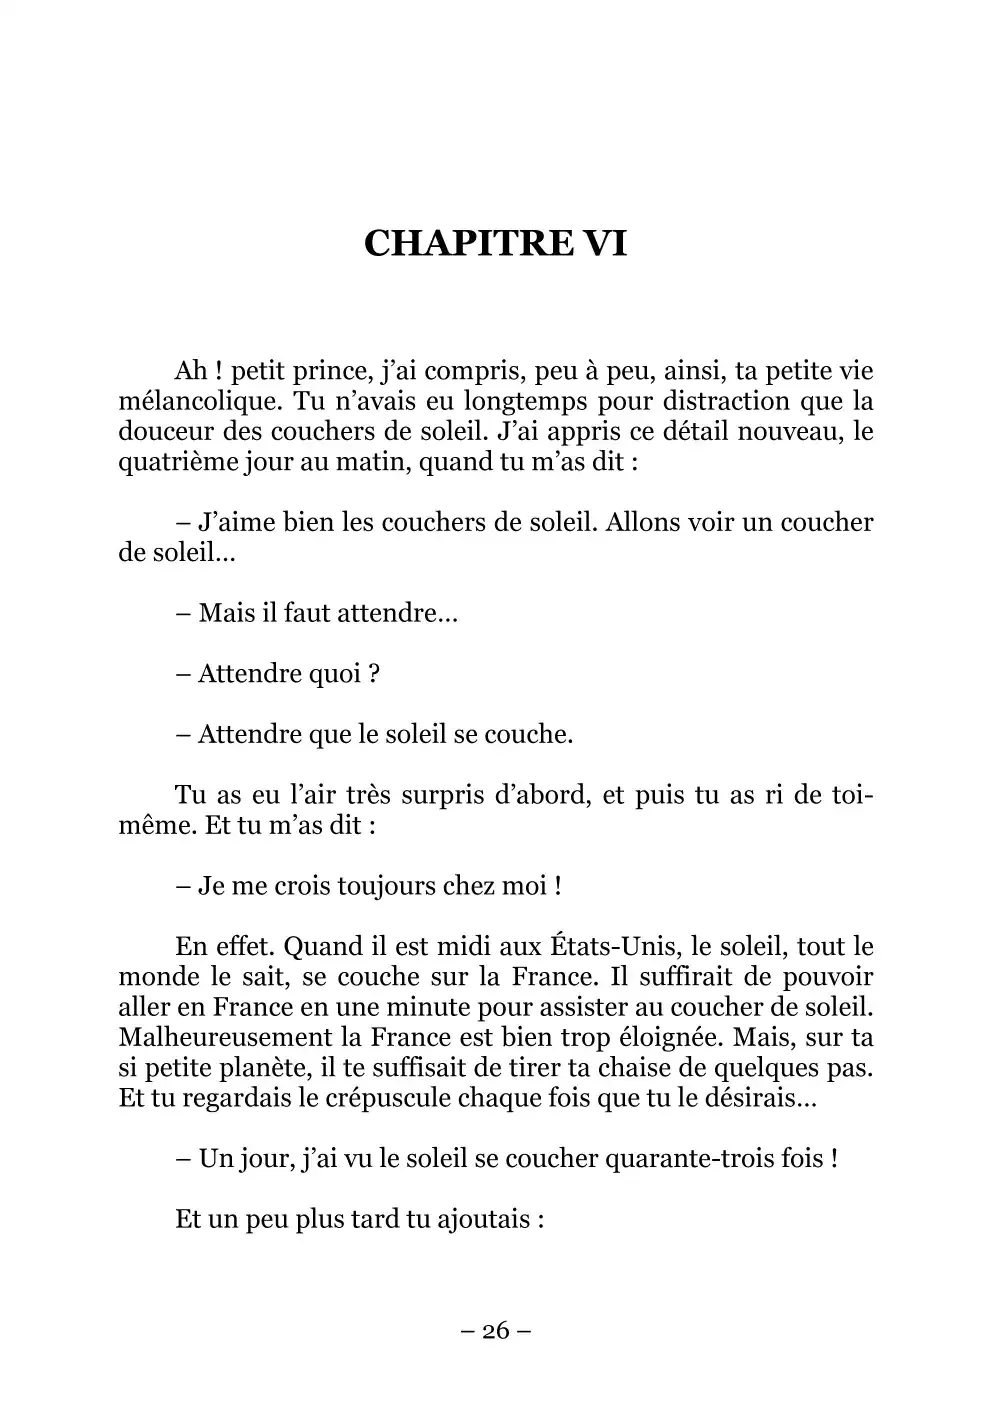 CHAPITRE VI
Ah ! petit prince, j’ai compris, peu à peu, ainsi, ta petite vie
mélancolique. Tu n’avais eu longtemps pour distraction que la
douceur des couchers de soleil. J’ai appris ce détail nouveau, le
quatrième jour au matin, quand tu m’as dit :
– J’aime bien les couchers de soleil. Allons voir un coucher
de soleil…
– Mais il faut attendre…
– Attendre quoi ?
– Attendre que le soleil se couche.
Tu as eu l’air très surpris d’abord, et puis tu as ri de toi-
même. Et tu m’as dit :
– Je me crois toujours chez moi !
En effet. Quand il est midi aux États-Unis, le soleil, tout le
monde le sait, se couche sur la France. Il suffirait de pouvoir
aller en France en une minute pour assister au coucher de soleil.
Malheureusement la France est bien trop éloignée. Mais, sur ta
si petite planète, il te suffisait de tirer ta chaise de quelques pas.
Et tu regardais le crépuscule chaque fois que tu le désirais…
– Un jour, j’ai vu le soleil se coucher quarante-trois fois !
Et un peu plus tard tu ajoutais :
– 26 –